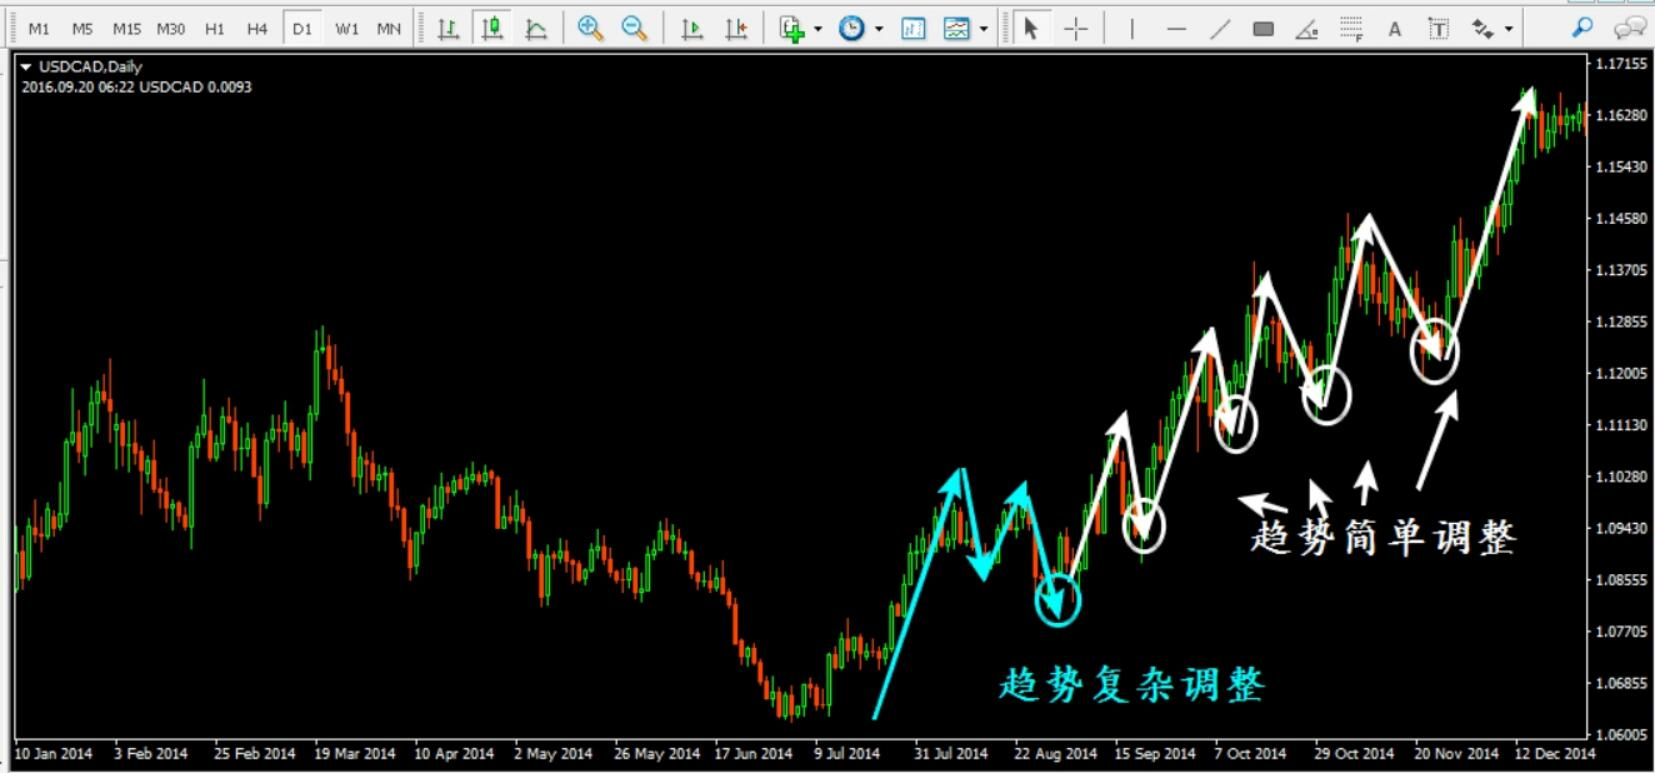 M1 M5 M15 M30 H1 H4 D1 W1 MN
A T
USDCAD,Daily
2016.09.20 06:22 USDCAD 0.0093
1.17155
1.16280
1.15430
1.14580
1.13705
1.12855
1.12005
1.11130
1.10280
1.09430
1.08555
1.07705
1.06855
1.06005
趋势简单调整
趋势复杂调整
10 Jan 2014 3 Feb 2014 25 Feb 2014 19 Mar 2014 10 Apr 2014 2 May 2014 26 May 2014 17 Jun 2014 9 Jul 2014 31 Jul 2014 22 Aug 2014 15 Sep 2014 7 Oct 2014 29 Oct 2014 20 Nov 2014 12 Dec 2014